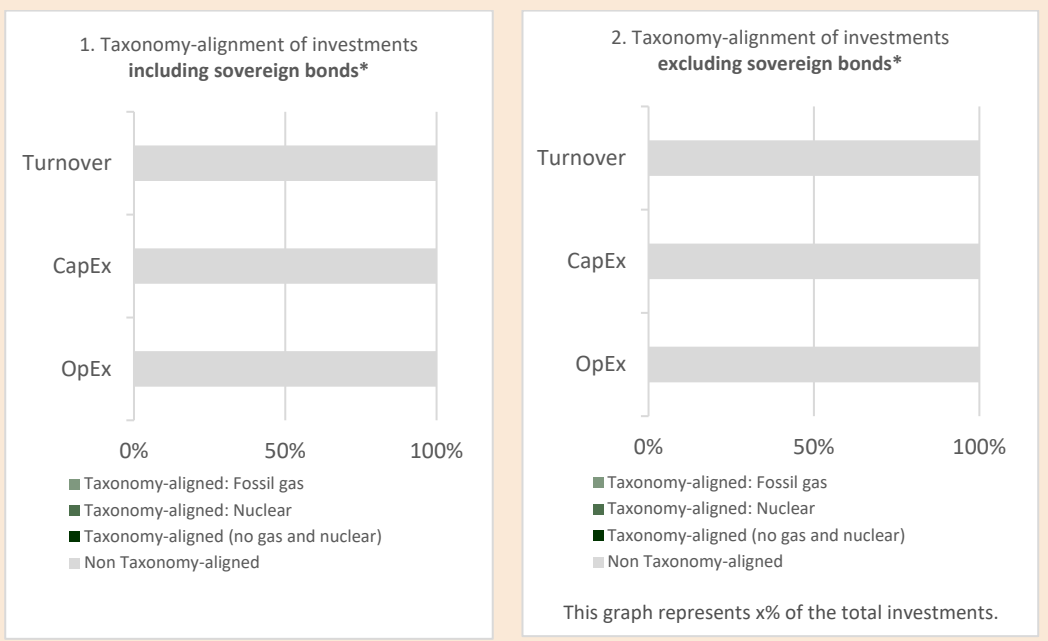 1. Taxonomy-alignment of investments
including sovereign bonds*
Turnover
CapEx
OpEx
0% 50% 100%
Taxonomy-aligned: Fossil gas
Taxonomy-aligned: Nuclear
Taxonomy-aligned (no gas and nuclear)
Non Taxonomy-aligned
2. Taxonomy-alignment of investments
excluding sovereign bonds*
Turnover
CapEx
OpEx
0% 50% 100%
Taxonomy-aligned: Fossil gas
Taxonomy-aligned: Nuclear
Taxonomy-aligned (no gas and nuclear)
Non Taxonomy-aligned
This graph represents x% of the total investments.